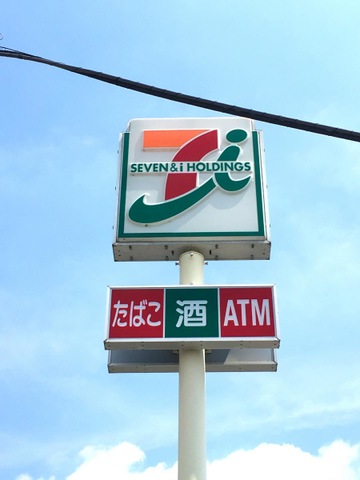 SEVEN & i HOLDINGS
たばこ 酒 ATM